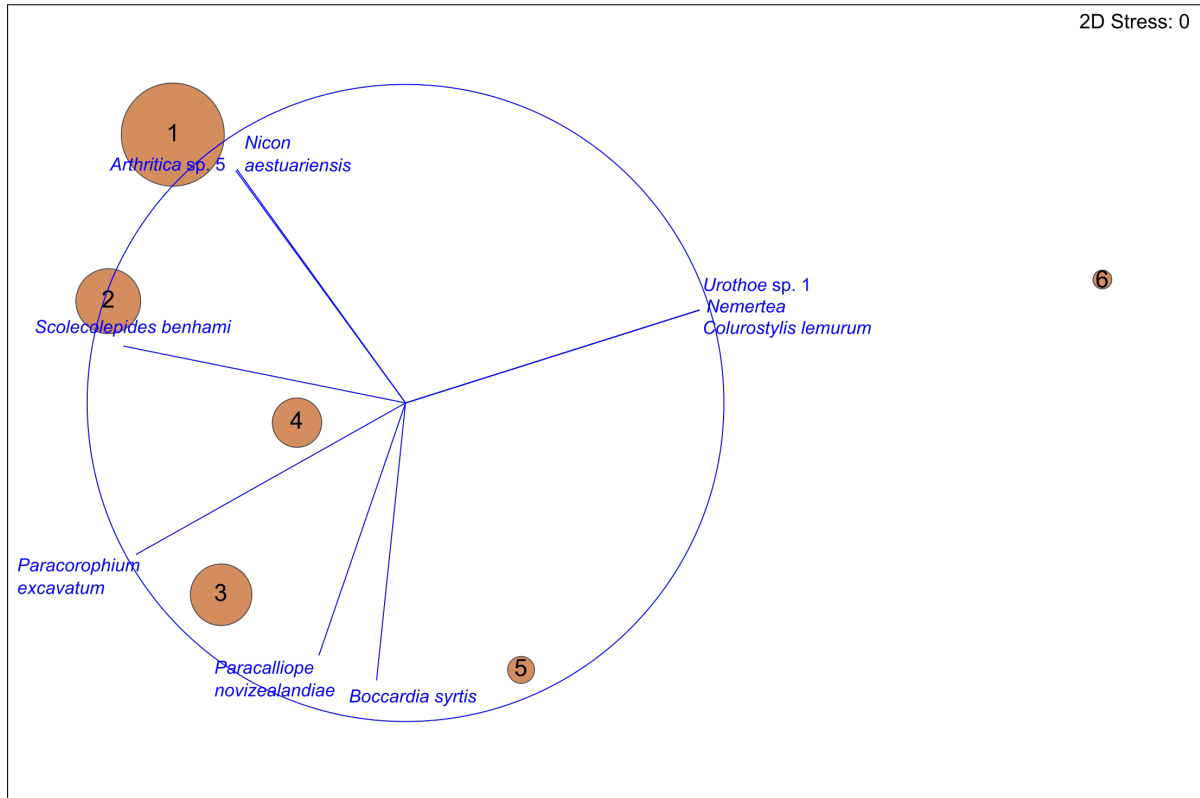 2D Stress: 0
1
Nicon
aestuariensis
Arthritica sp. 5
6
Urothoe sp. 1
Nemertea
Colurostylis lemurum
2
Scolecolepides benhami
4
Paracorophium
excavatum
3
Paracalliope
novizealandiae
5
Boccardia syrtis